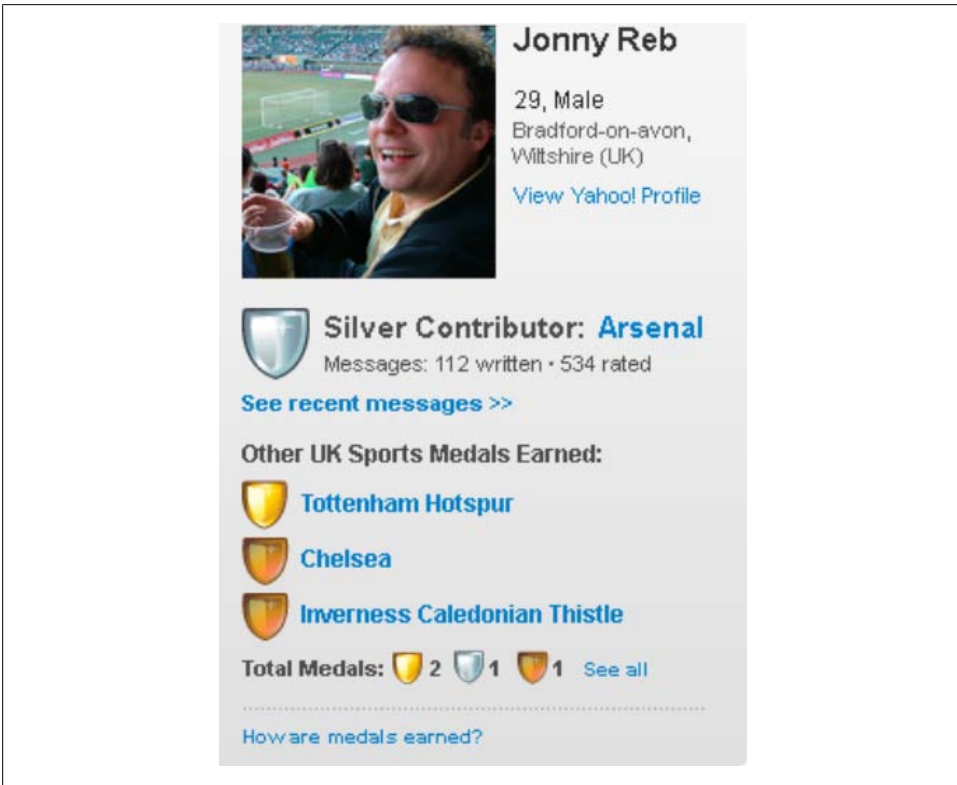 Jonny Reb
29, Male
Bradford-on-avon,
Wiltshire (UK)
View Yahoo! Profile
Silver Contributor: Arsenal
Messages: 112 written • 534 rated
See recent messages >>
Other UK Sports Medals Earned:
Tottenham Hotspur
Chelsea
Inverness Caledonian Thistle
Total Medals: 2 1 1 See all
How are medals earned?